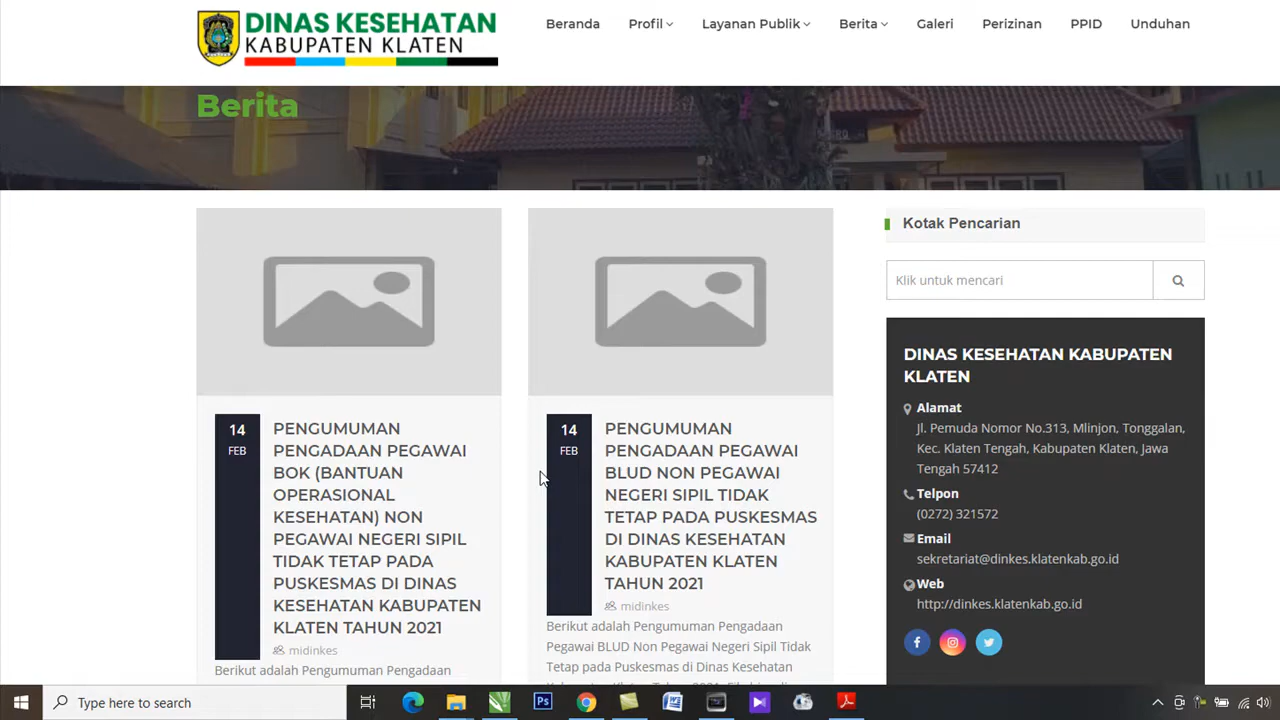 DINAS KESEHATAN
KABUPATEN KLATEN
Beranda
Profil
Layanan Publik
Berita
Galeri
Perizinan
PPID
Unduhan
Berita
14
FEB
PENGUMUMAN
PENGADAAN PEGAWAI
BOK (BANTUAN
OPERASIONAL
KESEHATAN) NON
PEGAWAI NEGERI SIPIL
TIDAK TETAP PADA
PUSKESMAS DI DINAS
KESEHATAN KABUPATEN
KLATEN TAHUN 2021
midinkes
Berikut adalah Pengumuman Pengadaan
14
FEB
PENGUMUMAN
PENGADAAN PEGAWAI
BLUD NON PEGAWAI
NEGERI SIPIL TIDAK
TETAP PADA PUSKESMAS
DI DINAS KESEHATAN
KABUPATEN KLATEN
TAHUN 2021
midinkes
Berikut adalah Pengumuman Pengadaan
Pegawai BLUD Non Pegawai Negeri Sipil Tidak
Tetap pada Puskesmas di Dinas Kesehatan
Kotak Pencarian
Klik untuk mencari
DINAS KESEHATAN KABUPATEN
KLATEN
Alamat
Jl. Pemuda Nomor No.313, Mlinjon, Tonggalan,
Kec. Klaten Tengah, Kabupaten Klaten, Jawa
Tengah 57412
Telpon
(0272) 321572
Email
sekretariat@dinkes.klatenkab.go.id
Web
http://dinkes.klatenkab.go.id
Type here to search
Ps